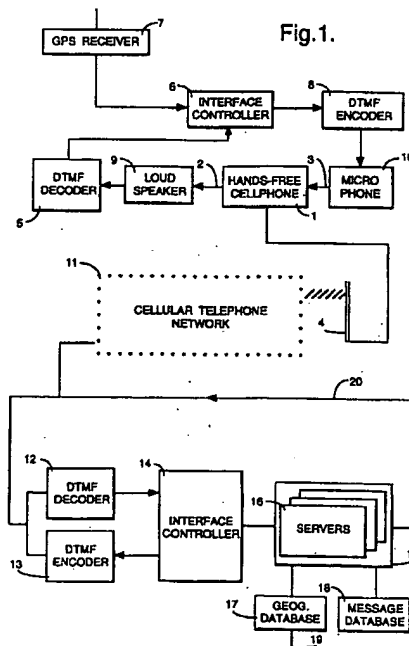 Fig.1.
7
GPS RECEIVER
6
8
INTERFACE
CONTROLLER
DTMF
ENCODER
DTMF
DECODER
5
9
LOUD
SPEAKER
2
HANDS-FREE
CELLPHONE
1
3
MICRO
PHONE
11
CELLULAR TELEPHONE
NETWORK
4
20
12
DTMF
DECODER
14
INTERFACE
CONTROLLER
16
SERVERS
DTMF
ENCODER
13
17
GEOG.
DATABASE
18
MESSAGE
DATABASE
19